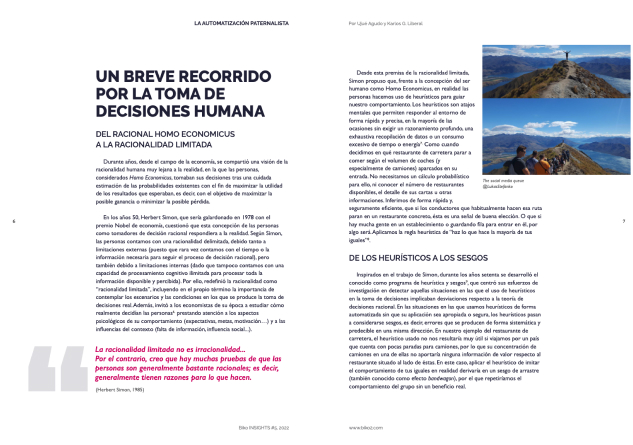 LA AUTOMATIZACIÓN PATERNALISTA
UN BREVE RECORRIDO
POR LA TOMA DE
DECISIONES HUMANA
DEL RACIONAL HOMO ECONOMICUS
A LA RACIONALIDAD LIMITADA
Durante años, desde el campo de la economía, se compartió una visión de la
racionalidad humana muy lejana a la realidad, en la que las personas,
considerados Homo Economicus, tomaban sus decisiones tras una cuidada
estimación de las probabilidades existentes con el fin de maximizar la utilidad
de los resultados que esperaban, es decir, con el objetivo de maximizar la
posible ganancia o minimizar la posible pérdida.
En los años 50, Herbert Simon, que sería galardonado en 1978 con el
premio Nobel de economía, cuestionó que esta concepción de las personas
como tomadores de decisión racional respondiera a la realidad. Según Simon,
las personas contamos con una racionalidad delimitada, debido tanto a
limitaciones externas (puesto que rara vez contamos con el tiempo o la
información necesaria para seguir el proceso de decisión racional), pero
también debido a limitaciones internas (dado que tampoco contamos con una
capacidad de procesamiento cognitivo ilimitada para procesar toda la
información disponible y percibida). Por ello, redefinió la racionalidad como
"racionalidad limitada", incluyendo en el propio término la importancia de
contemplar los escenarios y las condiciones en los que se produce la toma de
decisiones real. Además, invitó a los economistas de su época a estudiar cómo
realmente decidían las personas prestando atención a los aspectos
psicológicos de su comportamiento (expectativas, metas, motivación…) y a las
influencias del contexto (falta de información, influencia social...).
La racionalidad limitada no es irracionalidad...
Por el contrario, creo que hay muchas pruebas de que las
personas son generalmente bastante racionales; es decir,
generalmente tienen razones para lo que hacen.
(Herbert Simon, 1985)
6
Biko INSIGHTS #5, 2022
Por Ujué Agudo y Karlos G. Liberal
Desde esta premisa de la racionalidad limitada,
Simon propuso que, frente a la concepción del ser
humano como Homo Economicus, en realidad las
personas hacemos uso de heurísticos para guiar
nuestro comportamiento. Los heurísticos son atajos
mentales que permiten responder al entorno de
forma rápida y precisa, en la mayoría de las
ocasiones sin exigir un razonamiento profundo, una
exhaustiva recopilación de datos o un consumo
excesivo de tiempo o energía. Como cuando
decidimos en qué restaurante de carretera parar a
comer según el volumen de coches (y
especialmente de camiones) aparcados en su
entrada. No necesitamos un cálculo probabilístico
para ello, ni conocer el número de restaurantes
disponibles, el detalle de sus cartas u otras
informaciones. Inferimos de forma rápida y,
seguramente eficiente, que si los conductores que habitualmente hacen esa ruta
paran en un restaurante concreto, ésta es una señal de buena elección. O que si
hay mucha gente en un establecimiento o guardando fila para entrar en él, por
algo será. Aplicamos la regla heurística de "haz lo que hace la mayoría de tus
iguales".
The social media queue
@LukasStefanko
DE LOS HEURÍSTICOS A LOS SESGOS
Inspirados en el trabajo de Simon, durante los años setenta se desarrolló el
conocido como programa de "heurística y sesgos", que centró sus esfuerzos de
investigación en detectar aquellas situaciones en las que el uso de heurísticos
en la toma de decisiones implicaban desviaciones respecto a la teoría de
decisiones racional. En las situaciones en las que usamos heurísticos de forma
automatizada sin que su aplicación sea apropiada o segura, los heurísticos pasan
a considerarse sesgos, es decir, errores que se producen de forma sistemática y
predecible en una misma dirección. En nuestro ejemplo del restaurante de
carretera, el heurístico usado no nos resultaría muy útil si viajamos por un país
que cuenta con pocas paradas para camiones, por lo que su concentración de
camiones en una de ellas no aportaría ninguna información de valor respecto al
restaurante situado al lado de éstas. En este caso, aplicar el heurístico de imitar
el comportamiento de tus iguales en realidad derivaría en un sesgo de arrastre
(también conocido como efecto bandwagon), por el que repetiríamos el
comportamiento del grupo sin un beneficio real.
7
www.biko2.com